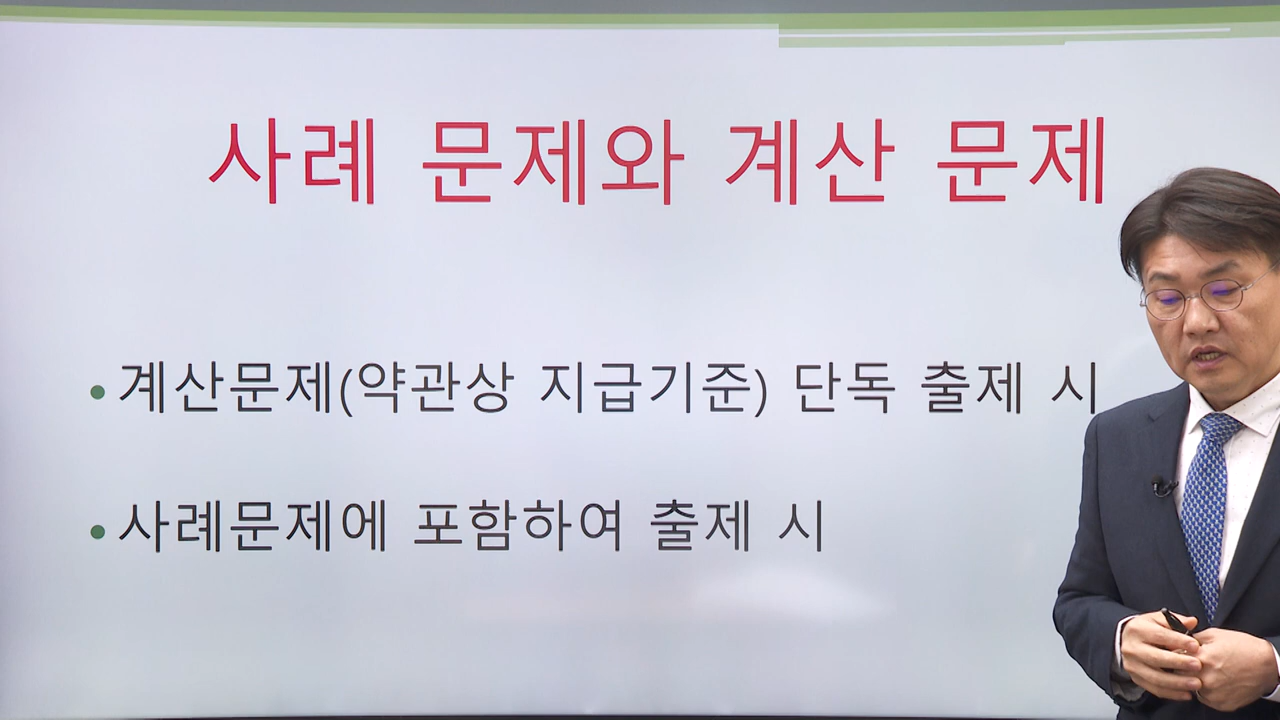 사례 문제와 계산 문제
• 계산문제(약관상 지급기준) 단독 출제 시
• 사례문제에 포함하여 출제 시